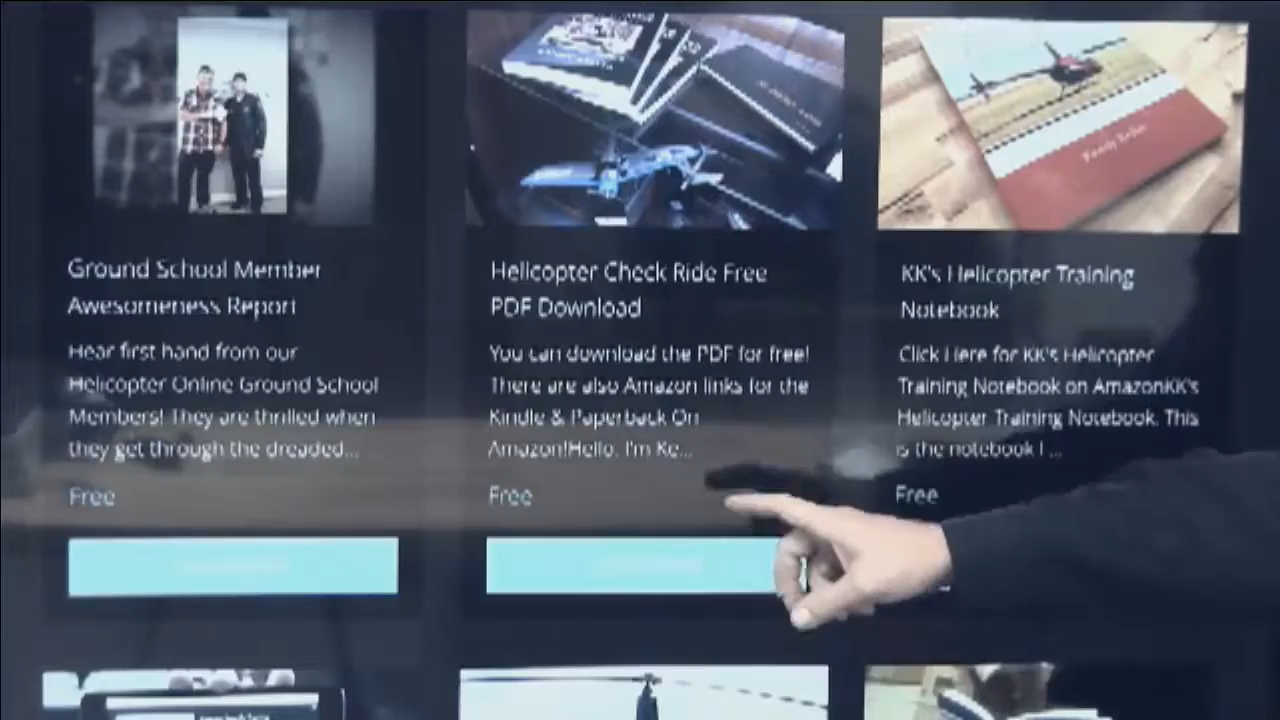 Ground School Member
Awesomeness Report
Hear first hand from our
Helicopter Online Ground School
Members! They are thrilled when
they get through the dreaded...
Free
Helicopter Check Ride Free
PDF Download
You can download the PDF for free!
There are also Amazon links for the
Kindle & Paperback On
Amazon!Hello, I'm Ke...
Free
KK's Helicopter Training
Notebook
Click Here for KK's Helicopter
Training Notebook on AmazonKK's
Helicopter Training Notebook. This
is the notebook I ...
Free